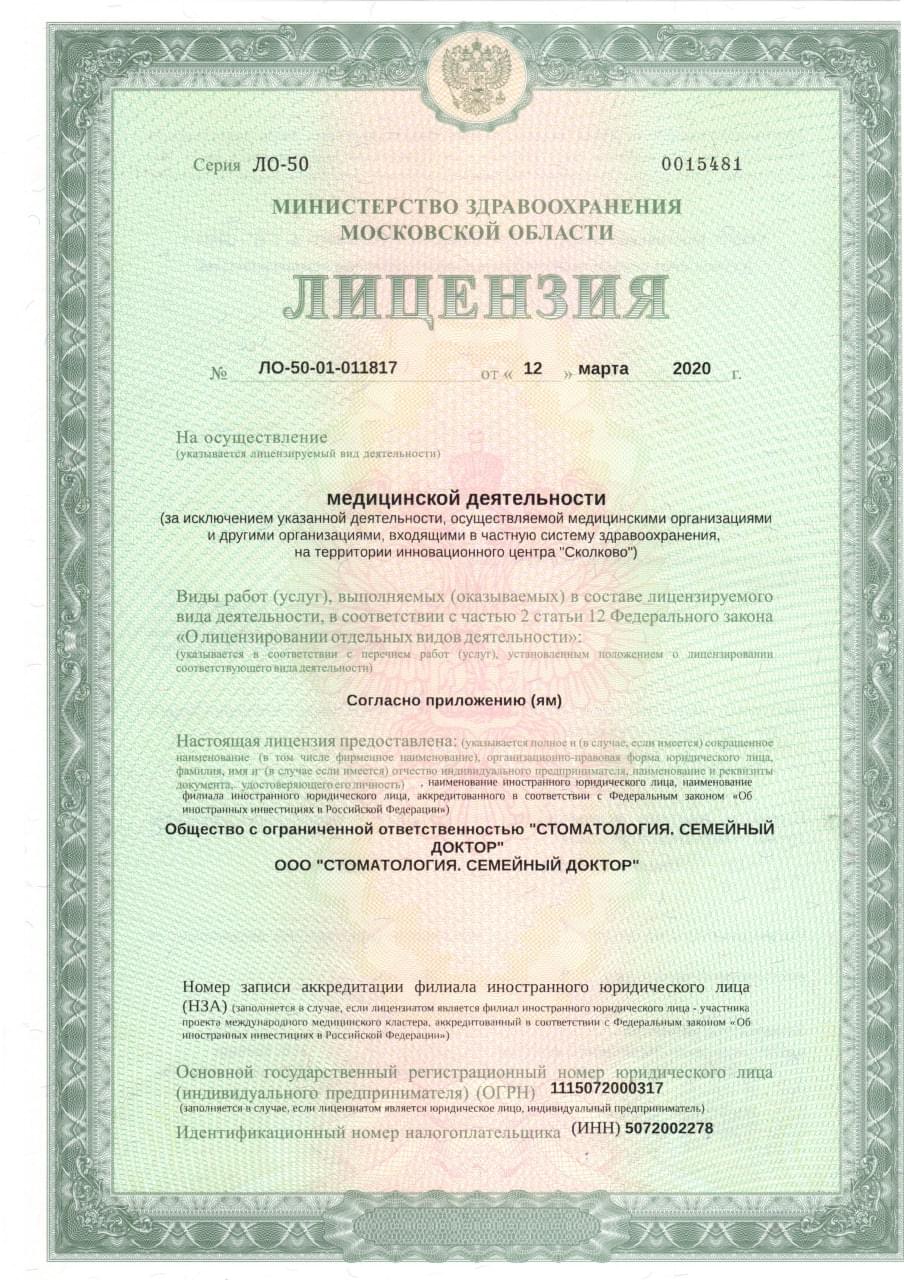 Серия ЛО-50 0015481
МИНИСТЕРСТВО ЗДРАВООХРАНЕНИЯ
МОСКОВСКОЙ ОБЛАСТИ
ЛИЦЕНЗИЯ
№ ЛО-50-01-011817 от « 12 » марта 2020 г.
На осуществление
(указывается лицензируемый вид деятельности)
медицинской деятельности
(за исключением указанной деятельности, осуществляемой медицинскими организациями
и другими организациями, входящими в частную систему здравоохранения,
на территории инновационного центра "Сколково")
Виды работ (услуг), выполняемых (оказываемых) в составе лицензируемого
вида деятельности, в соответствии с частью 2 статьи 12 Федерального закона
«О лицензировании отдельных видов деятельности»:
(указывается в соответствии с перечнем работ (услуг), установленным положением о лицензировании
соответствующего вида деятельности)
Согласно приложению (ям)
Настоящая лицензия предоставлена: (указывается полное и (в случае, если имеется) сокращенное
наименование (в том числе фирменное наименование), организационно-правовая форма юридического лица,
фамилия, имя и (в случае если имеется) отчество индивидуального предпринимателя, наименование и реквизиты
документа, удостоверяющего его личность) , наименование иностранного юридического лица, наименование
филиала иностранного юридического лица, аккредитованного в соответствии с Федеральным законом «Об
иностранных инвестициях в Российской Федерации»)
Общество с ограниченной ответственностью "СТОМАТОЛОГИЯ. СЕМЕЙНЫЙ
ДОКТОР"
ООО "СТОМАТОЛОГИЯ. СЕМЕЙНЫЙ ДОКТОР"
Номер записи аккредитации филиала иностранного юридического лица
(НЗА) (заполняется в случае, если лицензиатом является филиал иностранного юридического лица - участника
проекта международного медицинского кластера, аккредитованный в соответствии с Федеральным законом «Об
иностранных инвестициях в Российской Федерации»)
Основной государственный регистрационный номер юридического лица
(индивидуального предпринимателя) (ОГРН) 1115072000317
(заполняется в случае, если лицензиатом является юридическое лицо, индивидуальный предприниматель)
Идентификационный номер налогоплательщика (ИНН) 5072002278